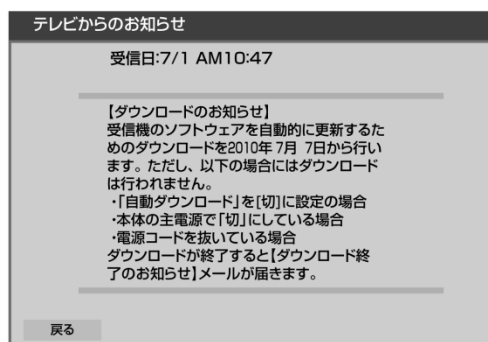 テレビからのお知らせ
受信日:7/1 AM10:47
【ダウンロードのお知らせ】
受信機のソフトウェアを自動的に更新するた
めのダウンロードを2010年 7月 7日から行い
ます。ただし、以下の場合にはダウンロード
は行われません。
・「自動ダウンロード」を[切]に設定の場合
・本体の主電源で「切」にしている場合
・電源コードを抜いている場合
ダウンロードが終了すると【ダウンロード終
了のお知らせ】メールが届きます。
戻る